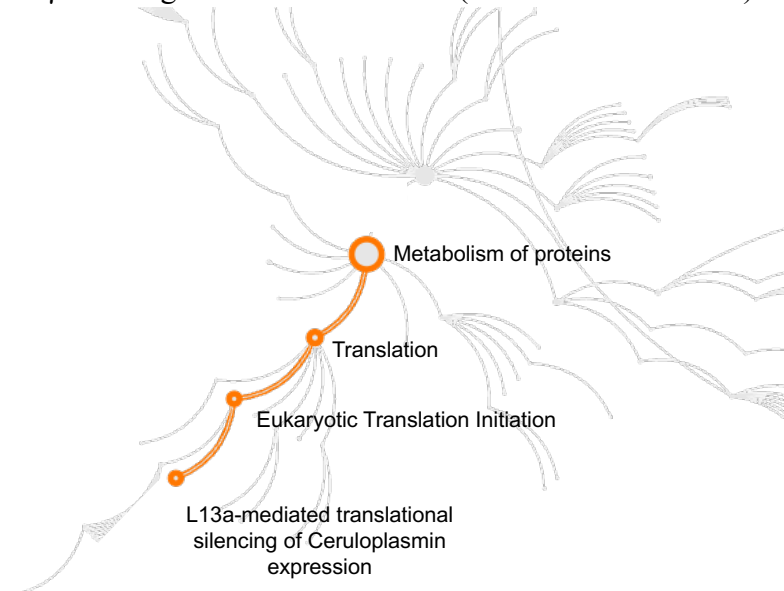 Metabolism of proteins
Translation
Eukaryotic Translation Initiation
L13a-mediated translational
silencing of Ceruloplasmin
expression